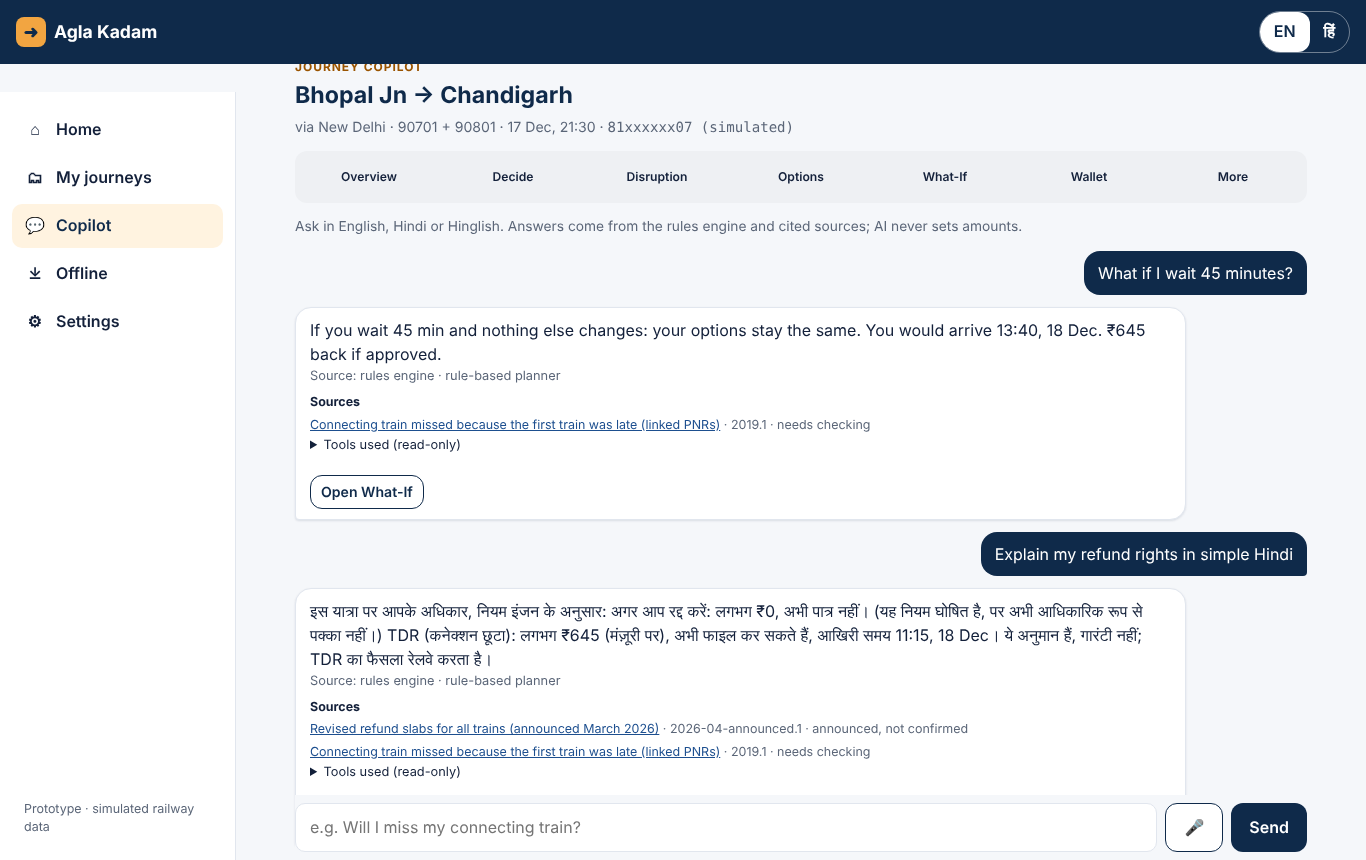 ➜ Agla Kadam
EN हिं
Home
My journeys
Copilot
Offline
Settings
Prototype · simulated railway
data
JOURNEY COPILOT
Bhopal Jn → Chandigarh
via New Delhi · 90701 + 90801 · 17 Dec, 21:30 · 81xxxxxx07 (simulated)
Overview Decide Disruption Options What-If Wallet More
Ask in English, Hindi or Hinglish. Answers come from the rules engine and cited sources; AI never sets amounts.
What if I wait 45 minutes?
If you wait 45 min and nothing else changes: your options stay the same. You would arrive 13:40, 18 Dec. ₹645
back if approved.
Source: rules engine · rule-based planner
Sources
Connecting train missed because the first train was late (linked PNRs) · 2019.1 · needs checking
▶ Tools used (read-only)
Open What-If
Explain my refund rights in simple Hindi
इस यात्रा पर आपके अधिकार, नियम इंजन के अनुसार: अगर आप रद्द करें: लगभग ₹0, अभी पात्र नहीं। (यह नियम घोषित है, पर अभी आधिकारिक रूप से
पक्का नहीं।) TDR (कनेक्शन छूटा): लगभग ₹645 (मंज़ूरी पर), अभी फाइल कर सकते हैं, आखिरी समय 11:15, 18 Dec। ये अनुमान हैं, गारंटी नहीं;
TDR का फैसला रेलवे करता है।
Source: rules engine · rule-based planner
Sources
Revised refund slabs for all trains (announced March 2026) · 2026-04-announced.1 · announced, not confirmed
Connecting train missed because the first train was late (linked PNRs) · 2019.1 · needs checking
▶ Tools used (read-only)
e.g. Will I miss my connecting train?
Send